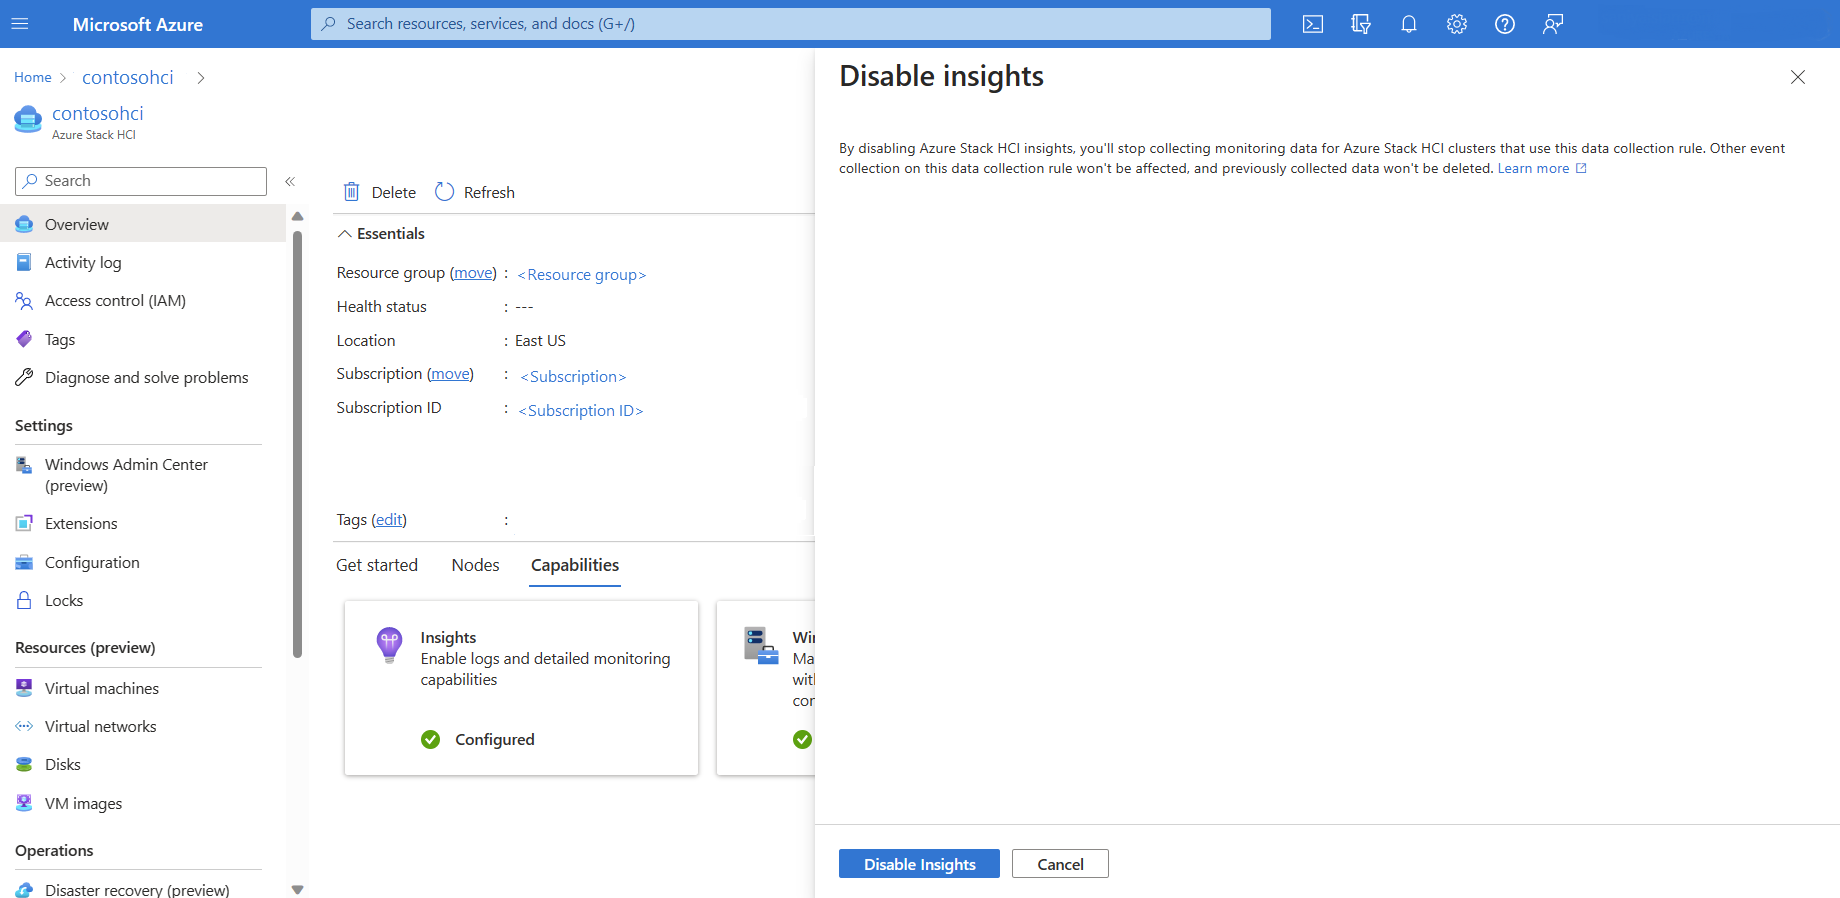 Microsoft Azure
Search resources, services, and docs (G+/)
Home
contosohci
contosohci
Azure Stack HCI
Search
Overview
Activity log
Access control (IAM)
Tags
Diagnose and solve problems
Settings
Windows Admin Center
(preview)
Extensions
Configuration
Locks
Resources (preview)
Virtual machines
Virtual networks
Disks
VM images
Operations
Disaster recovery (preview)
Delete
Refresh
Essentials
Resource group (move) : <Resource group>
Health status : ---
Location : East US
Subscription (move) : <Subscription>
Subscription ID : <Subscription ID>
Tags (edit) :
Get started
Nodes
Capabilities
Insights
Enable logs and detailed monitoring
capabilities
Configured
Disable insights
By disabling Azure Stack HCI insights, you'll stop collecting monitoring data for Azure Stack HCI clusters that use this data collection rule. Other event
collection on this data collection rule won't be affected, and previously collected data won't be deleted. Learn more
Disable Insights
Cancel